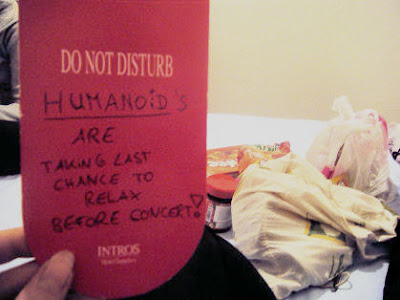 DO NOT DISTURB
HUMANOiD'S
ARE
TAKING LAST
CHANCE TO
RELAX
BEFORE CONCERT!
INTROS